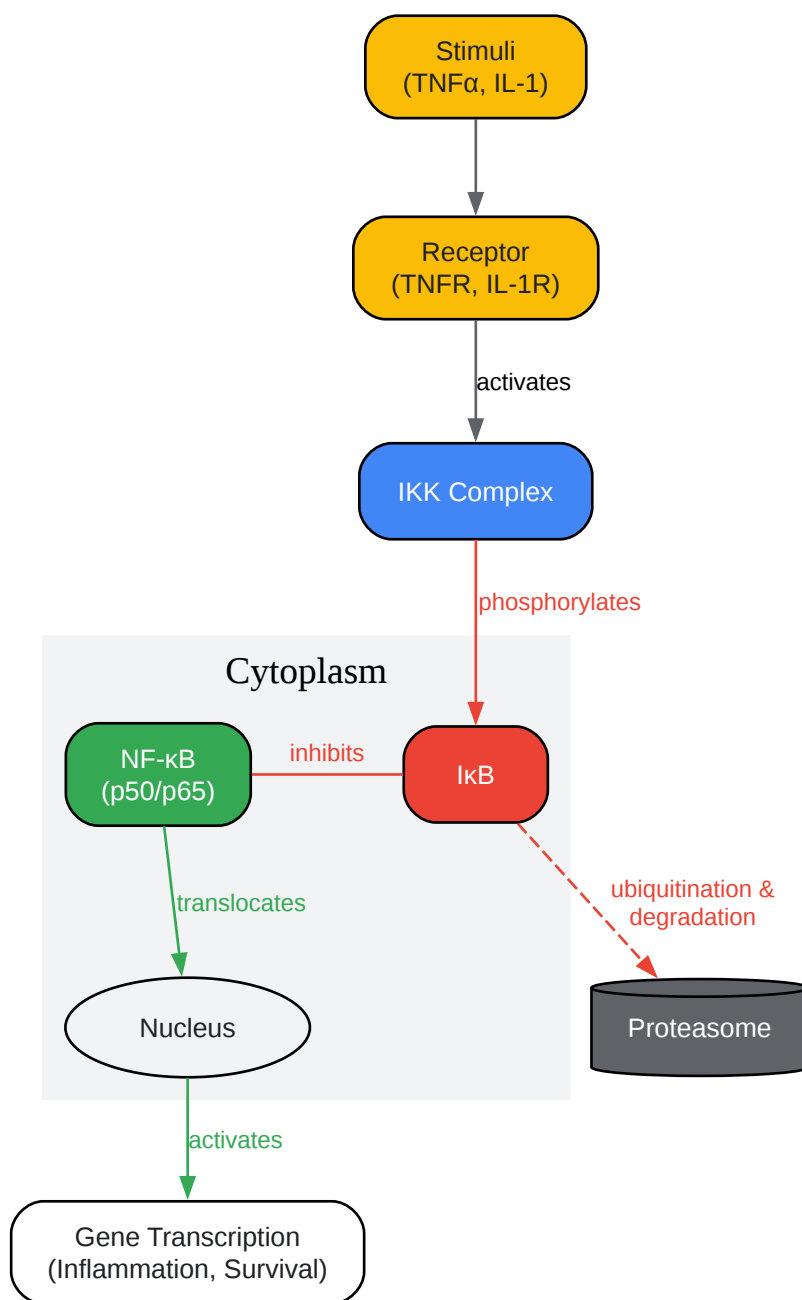 Stimuli
(TNFα, IL-1)
Receptor
(TNFR, IL-1R)
activates
IKK Complex
phosphorylates
Cytoplasm
NF-κB
(p50/p65)
inhibits
IκB
translocates
ubiquitination &
degradation
Nucleus
Proteasome
activates
Gene Transcription
(Inflammation, Survival)